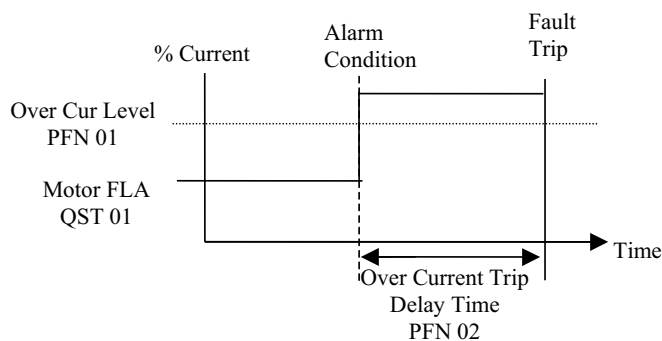 % Current
Alarm
Condition
Fault
Trip
Over Cur Level
PFN 01
Motor FLA
QST 01
Time
Over Current Trip
Delay Time
PFN 02